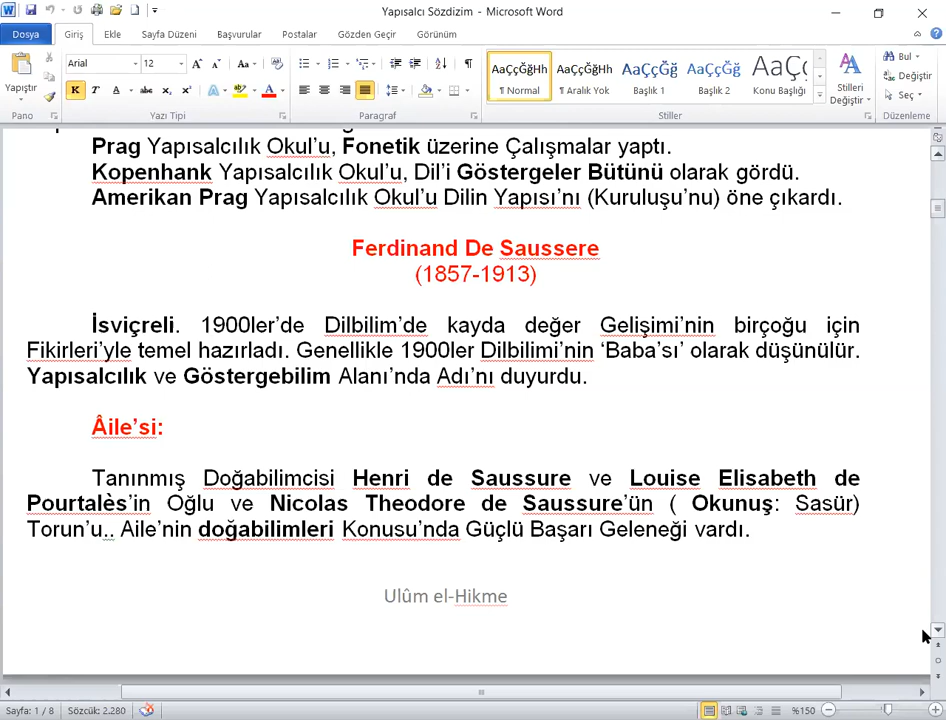 Yapısalcı Sözdizim - Microsoft Word
Dosya Giriş Ekle Sayfa Düzeni Başvurular Postalar Gözden Geçir Görünüm
Arial 12
Yapıştır
K T A abc x₂ x²
AaÇçĞğHh AaÇçĞğHh AaÇçĞğ AaÇçĞğ AaÇç
¶ Normal ¶ Aralık Yok Başlık 1 Başlık 2 Konu Başlığı
Stilleri Değiştir
Bul
Değiştir
Seç
Pano Yazı Tipi Paragraf Stiller Düzenleme
Prag Yapısalcılık Okul’u, Fonetik üzerine Çalışmalar yaptı.
Kopenhank Yapısalcılık Okul’u, Dil’i Göstergeler Bütünü olarak gördü.
Amerikan Prag Yapısalcılık Okul’u Dilin Yapısı’nı (Kuruluşu’nu) öne çıkardı.
Ferdinand De Saussere
(1857-1913)
İsviçreli. 1900ler’de Dilbilim’de kayda değer Gelişimi’nin birçoğu için
Fikirleri’yle temel hazırladı. Genellikle 1900ler Dilbilimi’nin ‘Baba’sı’ olarak düşünülür.
Yapısalcılık ve Göstergebilim Alanı’nda Adı’nı duyurdu.
Âile’si:
Tanınmış Doğabilimcisi Henri de Saussure ve Louise Elisabeth de
Pourtalès’in Oğlu ve Nicolas Theodore de Saussure’ün ( Okunuş: Sasür)
Torun’u.. Aile’nin doğabilimleri Konusu’nda Güçlü Başarı Geleneği vardı.
Ulûm el-Hikme
Sayfa: 1 / 8 Sözcük: 2.280 %150